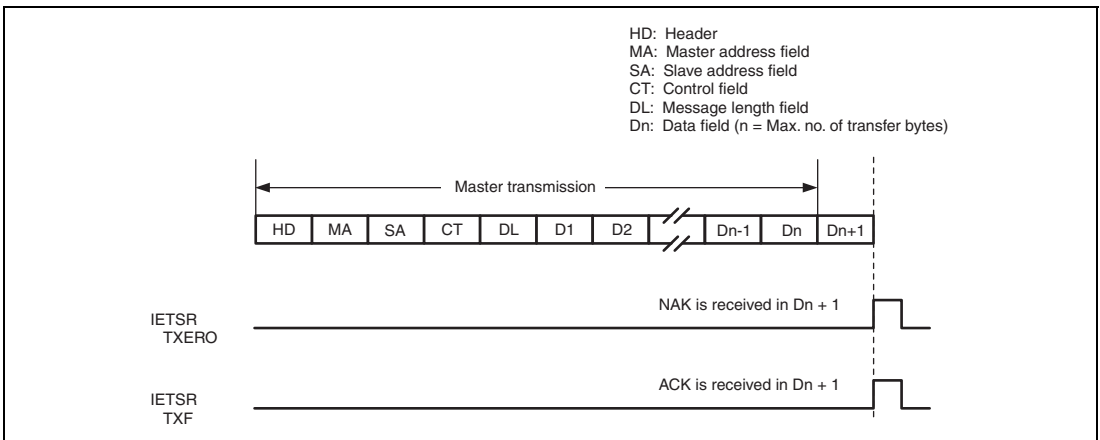 HD: Header
MA: Master address field
SA: Slave address field
CT: Control field
DL: Message length field
Dn: Data field (n = Max. no. of transfer bytes)
Master transmission
HD MA SA CT DL D1 D2 Dn-1 Dn Dn+1
NAK is received in Dn + 1
IETSR
TXERO
ACK is received in Dn + 1
IETSR
TXF